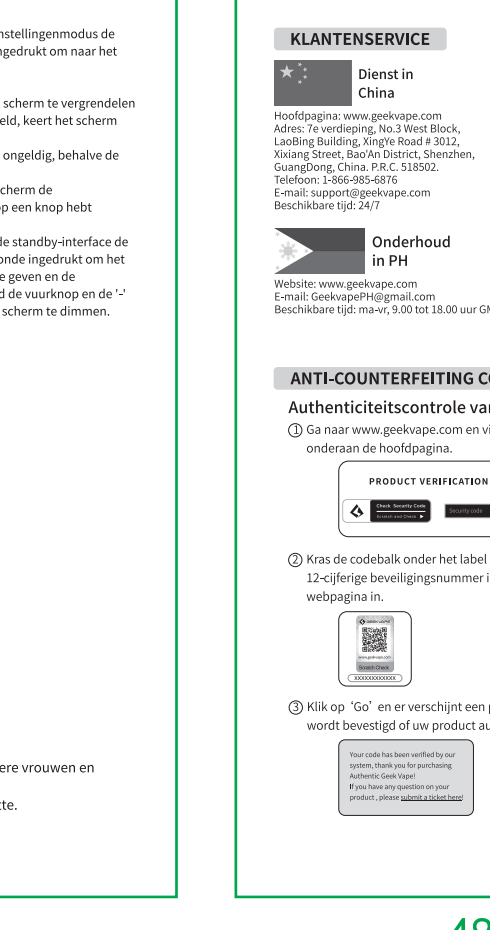 nstellingenmodus de
ngedrukt om naar het
scherm te vergrendelen
eld, keert het scherm
ongeldig, behalve de
cherm de
op een knop hebt
de standby-interface de
onde ingedrukt om het
e geven en de
d de vuurknop en de '-'
scherm te dimmen.
ere vrouwen en
te.
KLANTENSERVICE
Dienst in
China
Hoofdpagina: www.geekvape.com
Adres: 7e verdieping, No.3 West Block,
LaoBing Building, XingYe Road # 3012,
Xixiang Street, Bao'An District, Shenzhen,
GuangDong, China. P.R.C. 518502.
Telefoon: 1-866-985-6876
E-mail: support@geekvape.com
Beschikbare tijd: 24/7
Onderhoud
in PH
Website: www.geekvape.com
E-mail: GeekvapePH@gmail.com
Beschikbare tijd: ma-vr, 9.00 tot 18.00 uur GM
ANTI-COUNTERFEITING CO
Authenticiteitscontrole va
① Ga naar www.geekvape.com en vi
onderaan de hoofdpagina.
PRODUCT VERIFICATION
Check Security Code
Scratch and Check ▶
Security code
② Kras de codebalk onder het label
12-cijferige beveiligingsnummer i
webpagina in.
GEEKVAPE
www.geekvape.com
Scratch Check
XXXXXXXXXXXX
③ Klik op ‘Go’ en er verschijnt een
wordt bevestigd of uw product au
Your code has been verified by our
system, thank you for purchasing
Authentic Geek Vape!
If you have any question on your
product , please submit a ticket here!